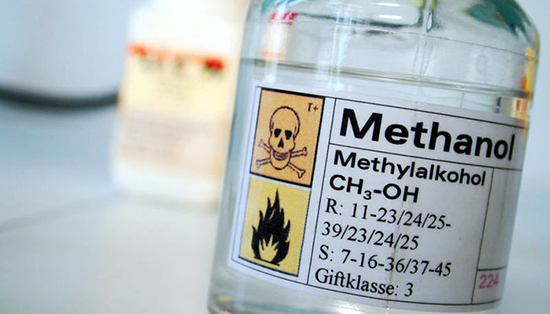 T+
Methanol
Methylalkohol
CH₃-OH
R: 11-23/24/25-
39/23/24/25
S: 7-16-36/37-45
Giftklasse: 3
224